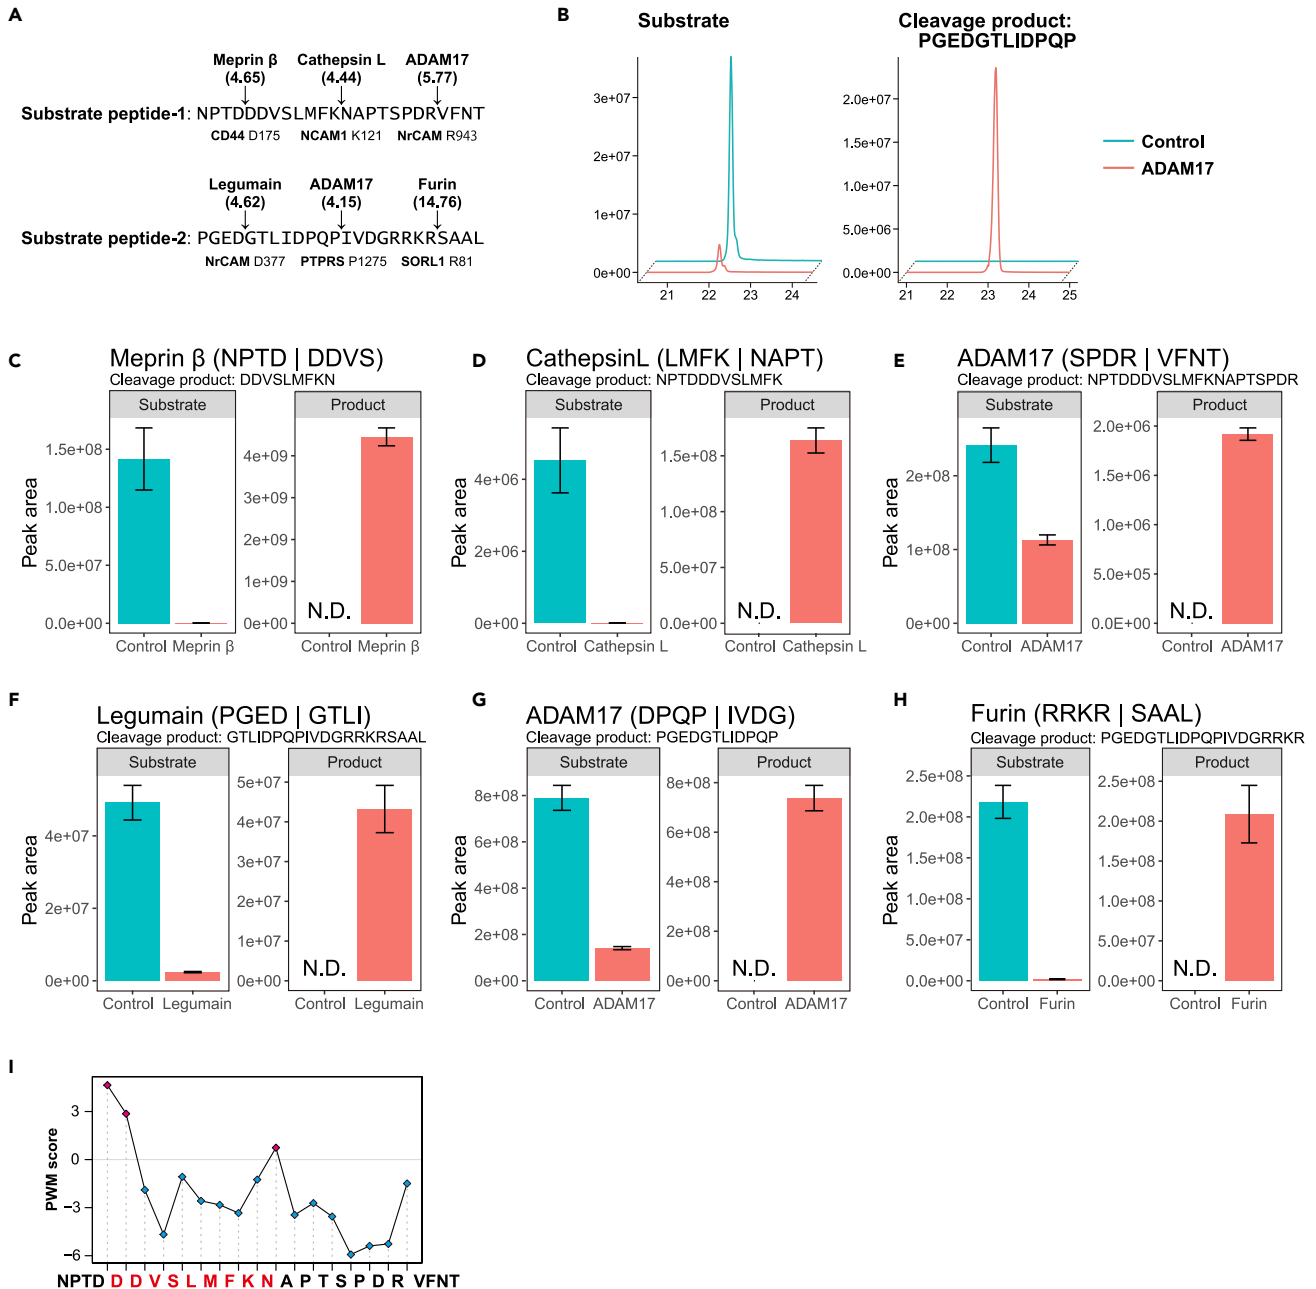 A
Meprin β Cathepsin L ADAM17
(4.65) (4.44) (5.77)
Substrate peptide-1: NPTDDDVSLMFKNAPTSPDRVFNT
CD44 D175 NCAM1 K121 NrCAM R943
Legumain ADAM17 Furin
(4.62) (4.15) (14.76)
Substrate peptide-2: PGEDGTLIDPQPIVDGRRKRSAAL
NrCAM D377 PTPRS P1275 SORL1 R81
B
Substrate
3e+07
2e+07
1e+07
0e+00
21 22 23 24
Cleavage product:
PGEDGTLIDPQP
2.0e+07
1.5e+07
1.0e+07
5.0e+06
0.0e+00
21 22 23 24 25
Control
ADAM17
C
Meprin β (NPTD | DDVS)
Cleavage product: DDVSLMFKN
Substrate Product
Peak area
1.5e+08
1.0e+08
5.0e+07
0.0e+00
4e+09
4e+09
3e+09
2e+09
1e+09
0e+00
N.D.
Control Meprin β Control Meprin β
D
CathepsinL (LMFK | NAPT)
Cleavage product: NPTDDDVSLMFK
Substrate Product
Peak area
4e+06
2e+06
0e+00
1.5e+08
1.0e+08
5.0e+07
0.0e+00
N.D.
Control Cathepsin L Control Cathepsin L
E
ADAM17 (SPDR | VFNT)
Cleavage product: NPTDDDVSLMFKNAPTSPDR
Substrate Product
Peak area
2e+08
1e+08
0e+00
2.0e+06
1.5e+06
1.0e+06
5.0e+05
0.0E+00
N.D.
Control ADAM17 Control ADAM17
F
Legumain (PGED | GTLI)
Cleavage product: GTLIDPQPIVDGRRKRSAAL
Substrate Product
Peak area
4e+07
2e+07
0e+00
5e+07
4e+07
3e+07
2e+07
1e+07
0e+00
N.D.
Control Legumain Control Legumain
G
ADAM17 (DPQP | IVDG)
Cleavage product: PGEDGTLIDPQP
Substrate Product
Peak area
8e+08
6e+08
4e+08
2e+08
0e+00
8e+08
6e+08
4e+08
2e+08
0e+00
N.D.
Control ADAM17 Control ADAM17
H
Furin (RRKR | SAAL)
Cleavage product: PGEDGTLIDPQPIVDGRRKR
Substrate Product
Peak area
2.5e+08
2.0e+08
1.5e+08
1.0e+08
5.0e+07
0.0e+00
2.5e+08
2.0e+08
1.5e+08
1.0e+08
5.0e+07
0.0e+00
N.D.
Control Furin Control Furin
I
PWM score
3
0
−3
−6
NPTD D D V S L M F K N A P T S P D R VFNT